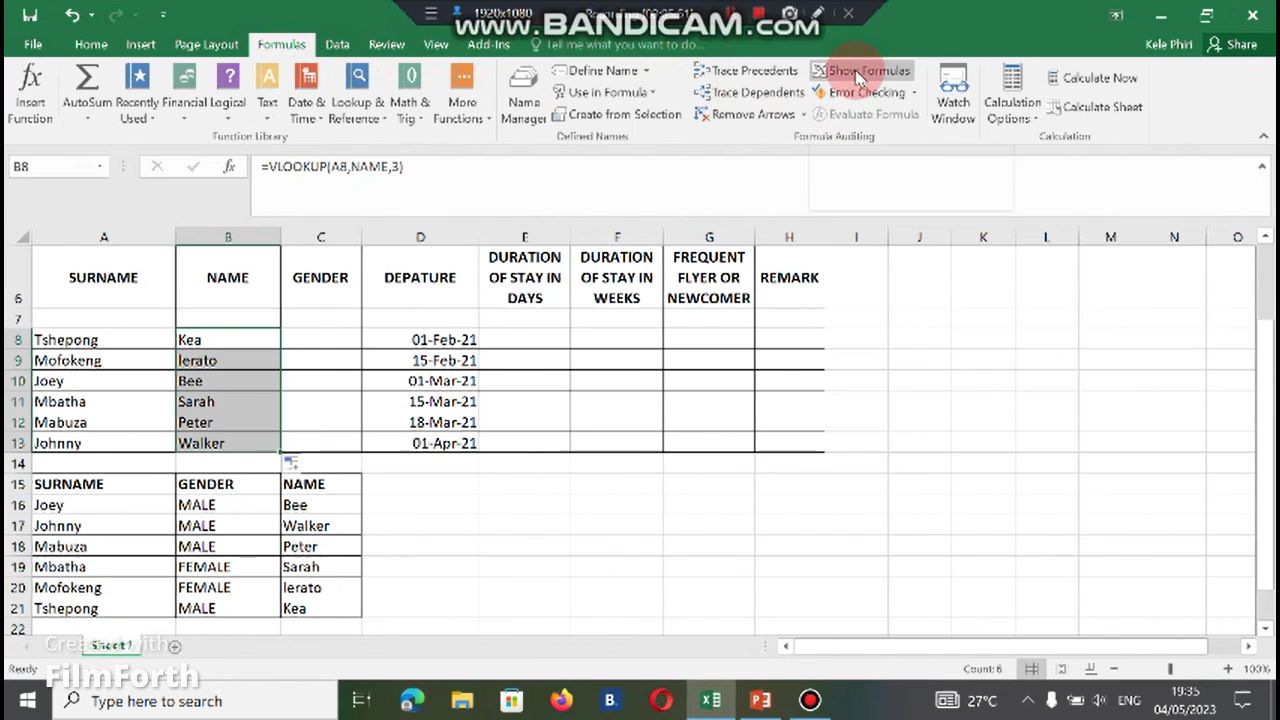 1920x1080
www.BANDICAM.com
File Home Insert Page Layout Formulas Data Review View Add-Ins Tell me what you want to do... Kele Phiri Share
Insert Function
AutoSum
Recently Used
Financial
Logical
Text
Date & Time
Lookup & Reference
Math & Trig
More Functions
Function Library
Name Manager
Define Name
Use in Formula
Create from Selection
Defined Names
Trace Precedents
Trace Dependents
Remove Arrows
Show Formulas
Error Checking
Evaluate Formula
Formula Auditing
Watch Window
Calculation Options
Calculate Now
Calculate Sheet
Calculation
B8 fx =VLOOKUP(A8,NAME,3)
A B C D E F G H I J K L M N O
6 SURNAME NAME GENDER DEPATURE DURATION OF STAY IN DAYS DURATION OF STAY IN WEEKS FREQUENT FLYER OR NEWCOMER REMARK
7
8 Tshepong Kea 01-Feb-21
9 Mofokeng lerato 15-Feb-21
10 Joey Bee 01-Mar-21
11 Mbatha Sarah 15-Mar-21
12 Mabuza Peter 18-Mar-21
13 Johnny Walker 01-Apr-21
14
15 SURNAME GENDER NAME
16 Joey MALE Bee
17 Johnny MALE Walker
18 Mabuza MALE Peter
19 Mbatha FEMALE Sarah
20 Mofokeng FEMALE lerato
21 Tshepong MALE Kea
22
Created with
Sheet1
FilmForth
Ready Count: 6 100%
Type here to search
27°C ENG 19:35
04/05/2023